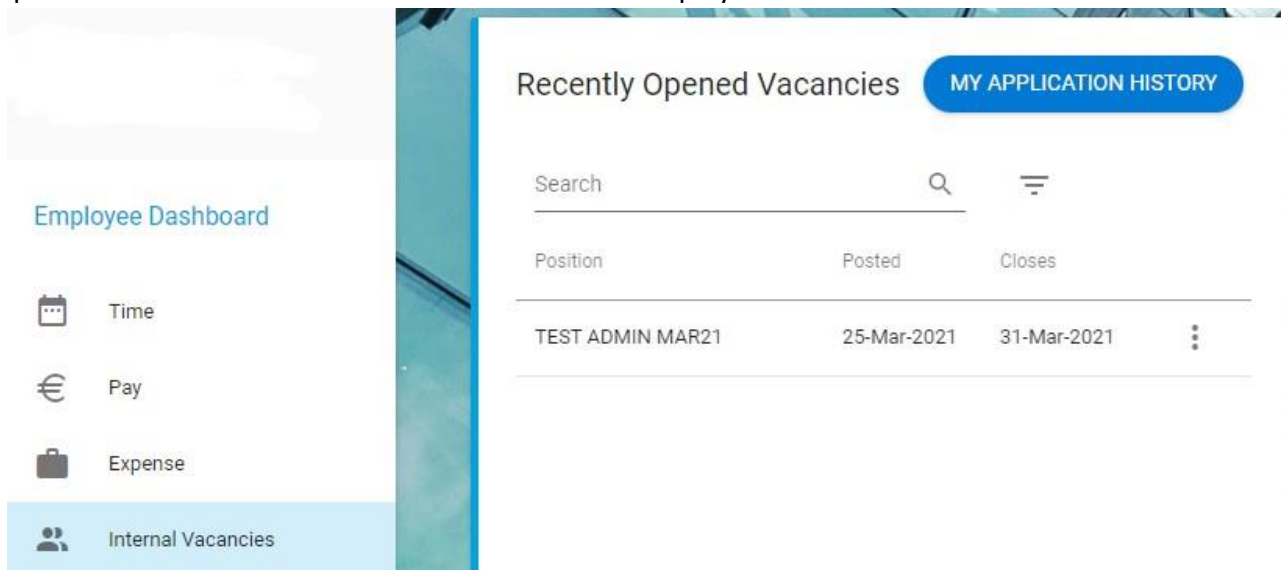 Recently Opened Vacancies MY APPLICATION HISTORY
Search
Employee Dashboard
Position Posted Closes
Time
TEST ADMIN MAR21 25-Mar-2021 31-Mar-2021
Pay
Expense
Internal Vacancies